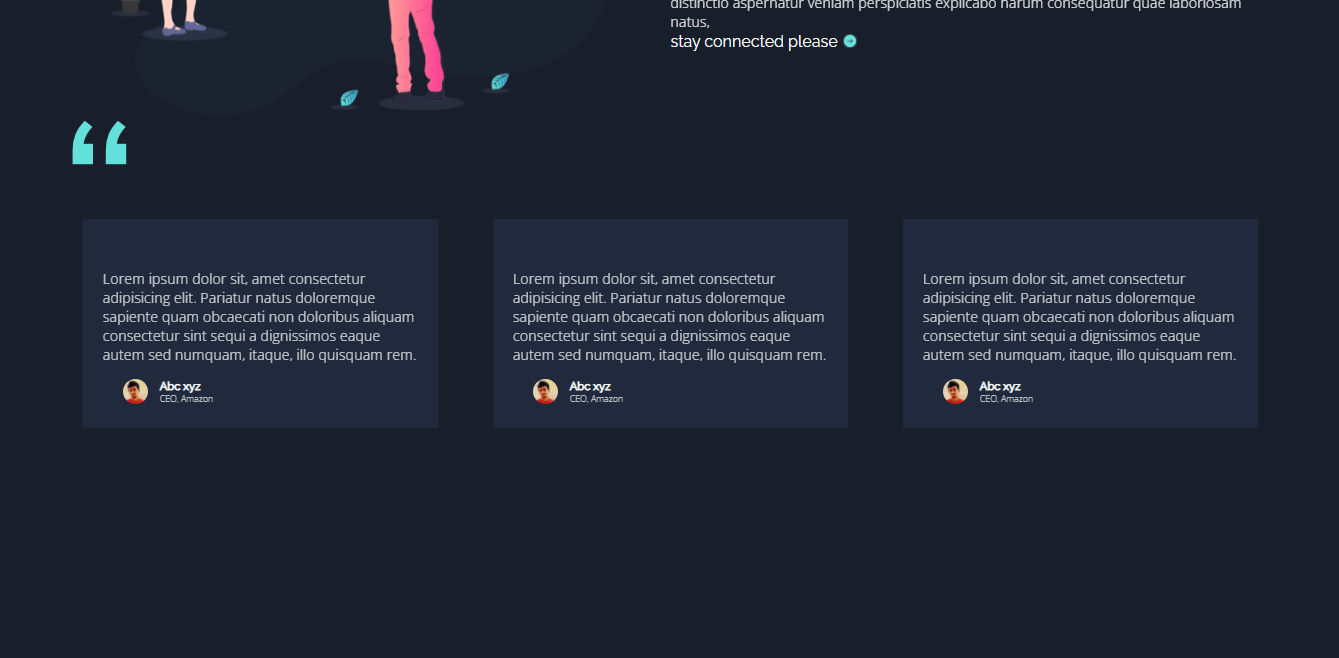 distinctio aspernatur veniam perspiciatis explicabo harum consequatur quae laboriosam
natus,
stay connected please
“
Lorem ipsum dolor sit, amet consectetur
adipisicing elit. Pariatur natus doloremque
sapiente quam obcaecati non doloribus aliquam
consectetur sint sequi a dignissimos eaque
autem sed numquam, itaque, illo quisquam rem.
Abc xyz
CEO, Amazon
Lorem ipsum dolor sit, amet consectetur
adipisicing elit. Pariatur natus doloremque
sapiente quam obcaecati non doloribus aliquam
consectetur sint sequi a dignissimos eaque
autem sed numquam, itaque, illo quisquam rem.
Abc xyz
CEO, Amazon
Lorem ipsum dolor sit, amet consectetur
adipisicing elit. Pariatur natus doloremque
sapiente quam obcaecati non doloribus aliquam
consectetur sint sequi a dignissimos eaque
autem sed numquam, itaque, illo quisquam rem.
Abc xyz
CEO, Amazon